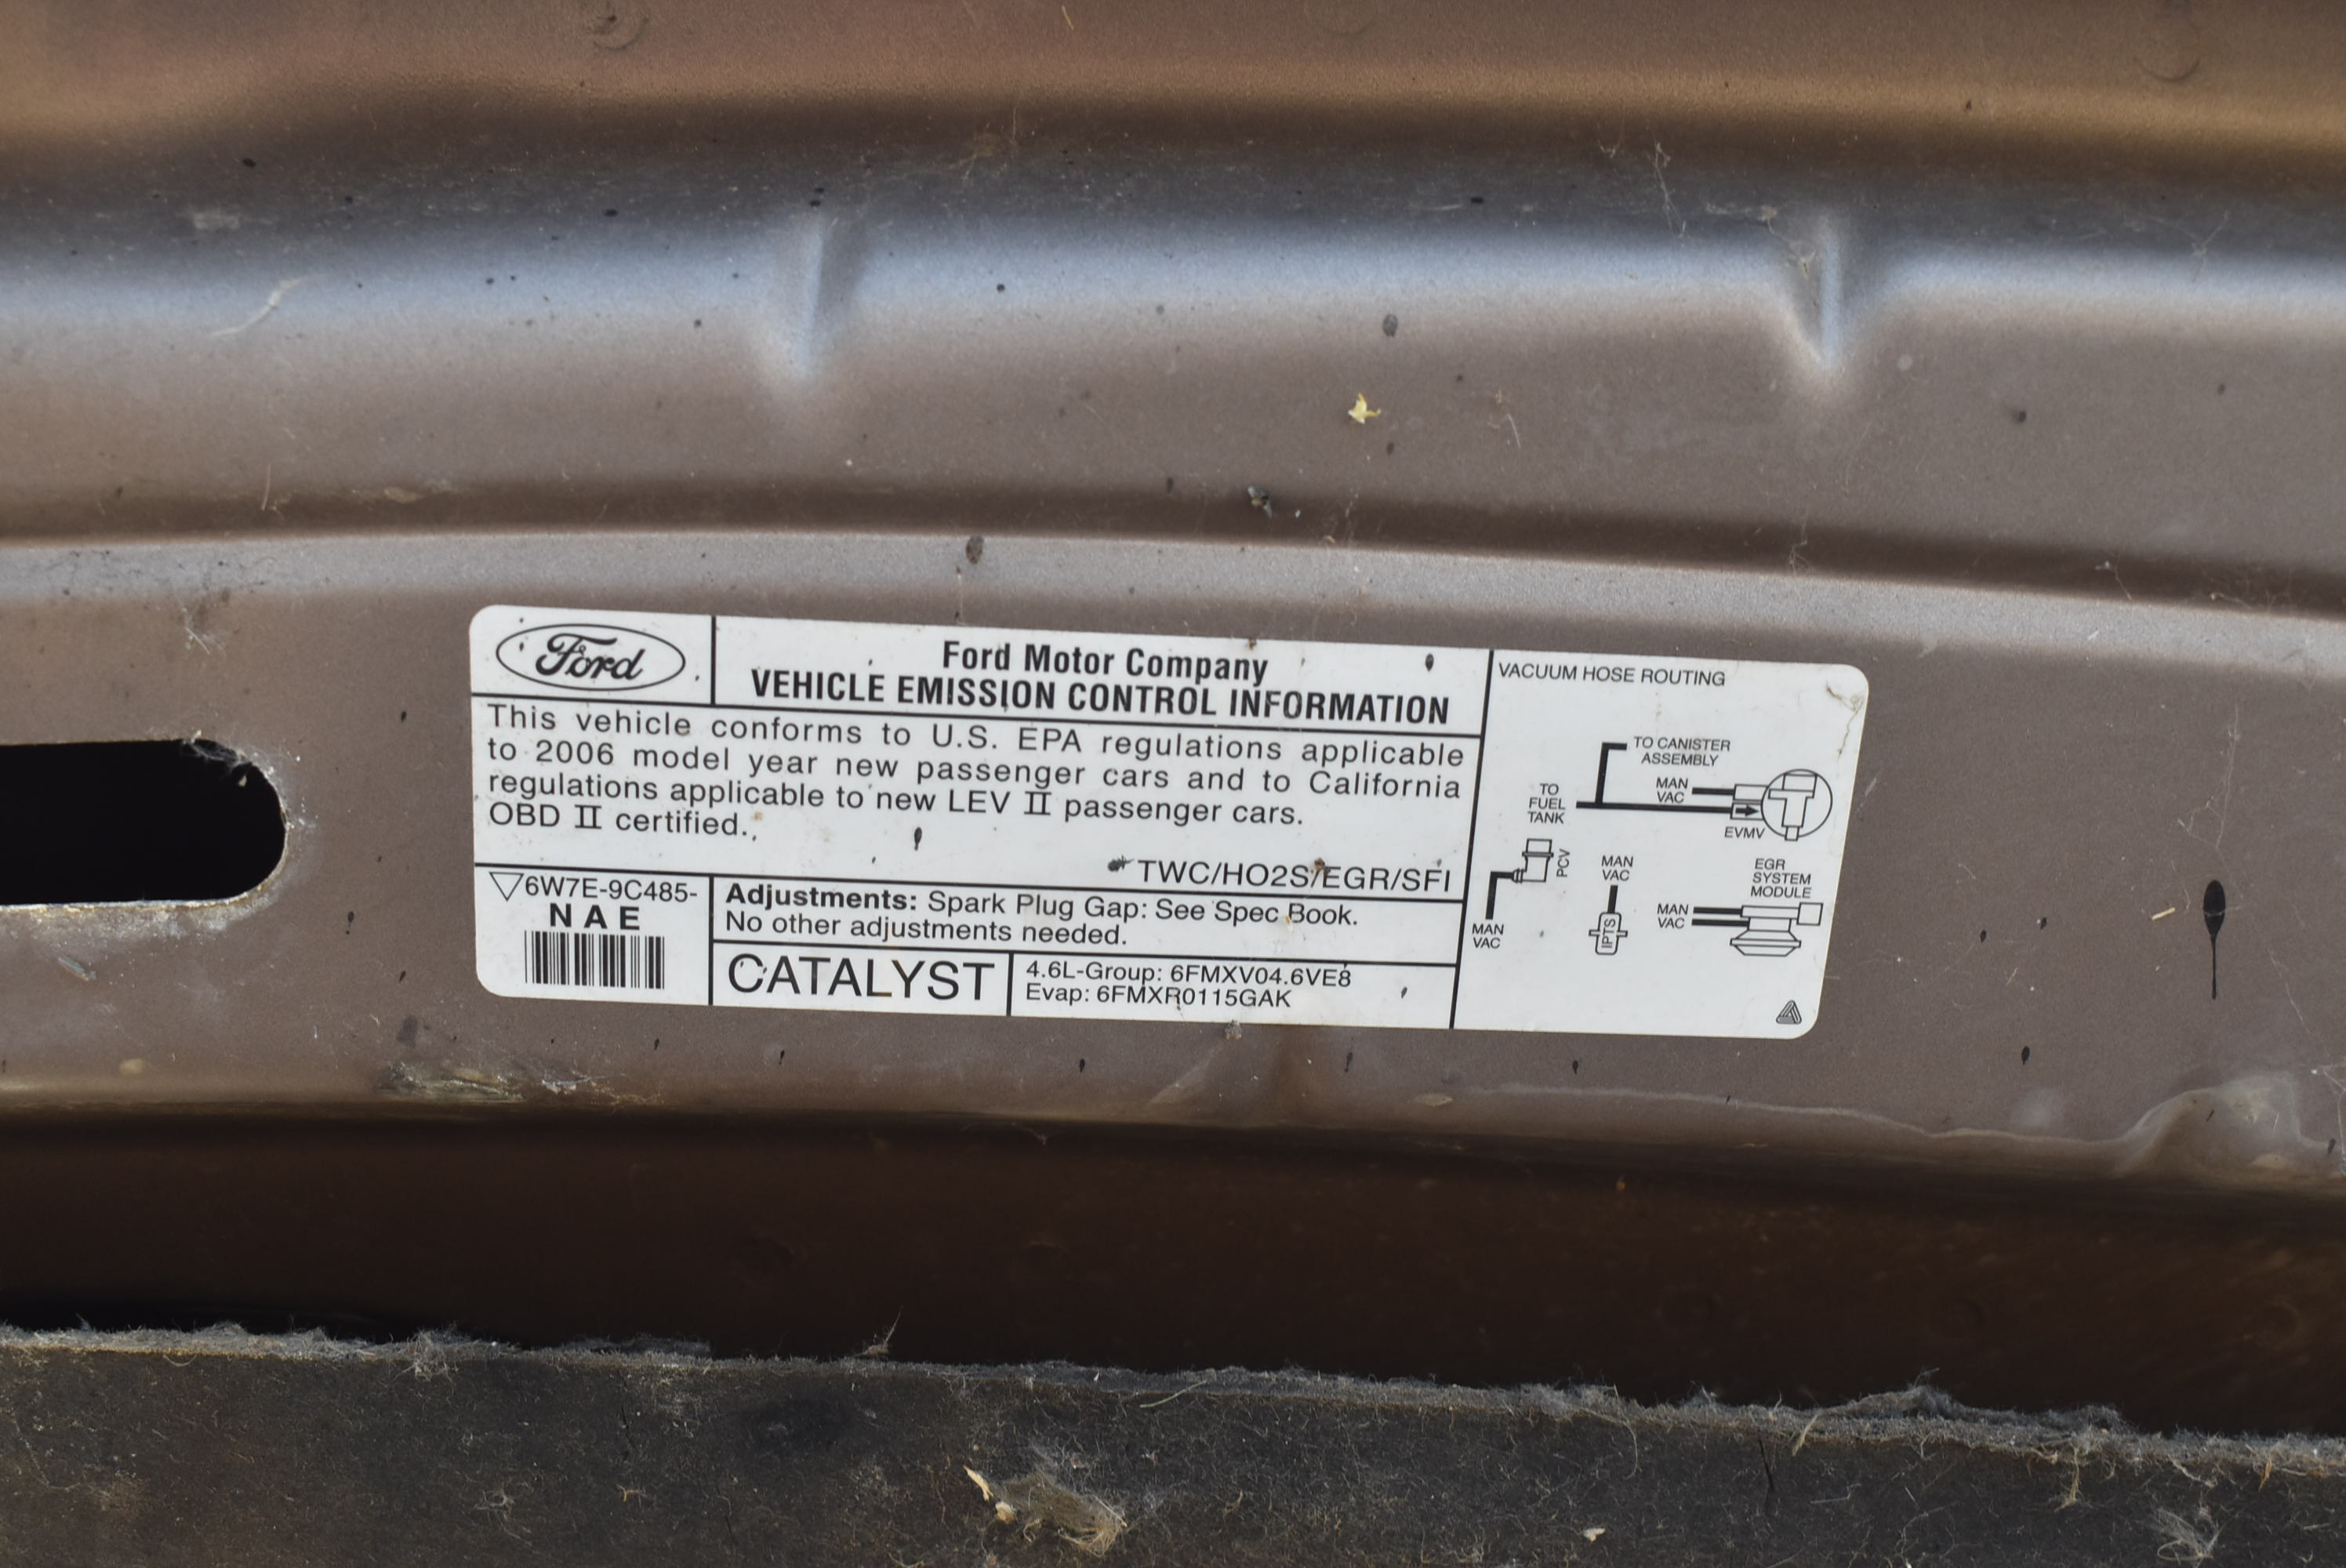 Ford
Ford Motor Company
VEHICLE EMISSION CONTROL INFORMATION
This vehicle conforms to U.S. EPA regulations applicable
to 2006 model year new passenger cars and to California
regulations applicable to new LEV II passenger cars.
OBD II certified.
TWC/HO2S/EGR/SFI
6W7E-9C485-
NAE
Adjustments: Spark Plug Gap: See Spec Book.
No other adjustments needed.
CATALYST
4.6L-Group: 6FMXV04.6VE8
Evap: 6FMXR0115GAK
VACUUM HOSE ROUTING
TO CANISTER
ASSEMBLY
MAN
VAC
TO
FUEL
TANK
EVMV
PCV
MAN
VAC
MAN
VAC
IPTS
EGR
SYSTEM
MODULE
MAN
VAC